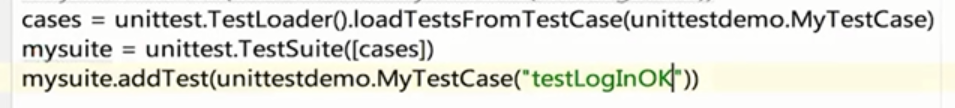 cases = unittest.TestLoader().loadTestsFromTestCase(unittestdemo.MyTestCase)
mysuite = unittest.TestSuite([cases])
mysuite.addTest(unittestdemo.MyTestCase("testLogInOK"))